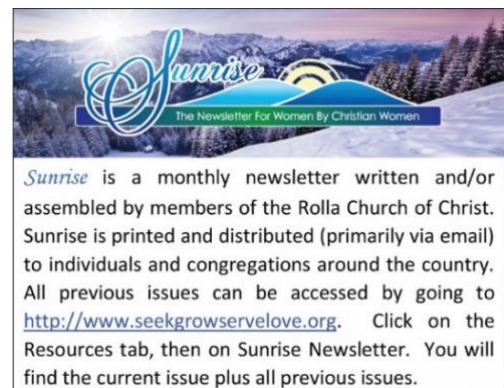 Sunrise
The Newsletter For Women By Christian Women
Sunrise is a monthly newsletter written and/or
assembled by members of the Rolla Church of Christ.
Sunrise is printed and distributed (primarily via email)
to individuals and congregations around the country.
All previous issues can be accessed by going to
http://www.seekgrowservelove.org. Click on the
Resources tab, then on Sunrise Newsletter. You will
find the current issue plus all previous issues.